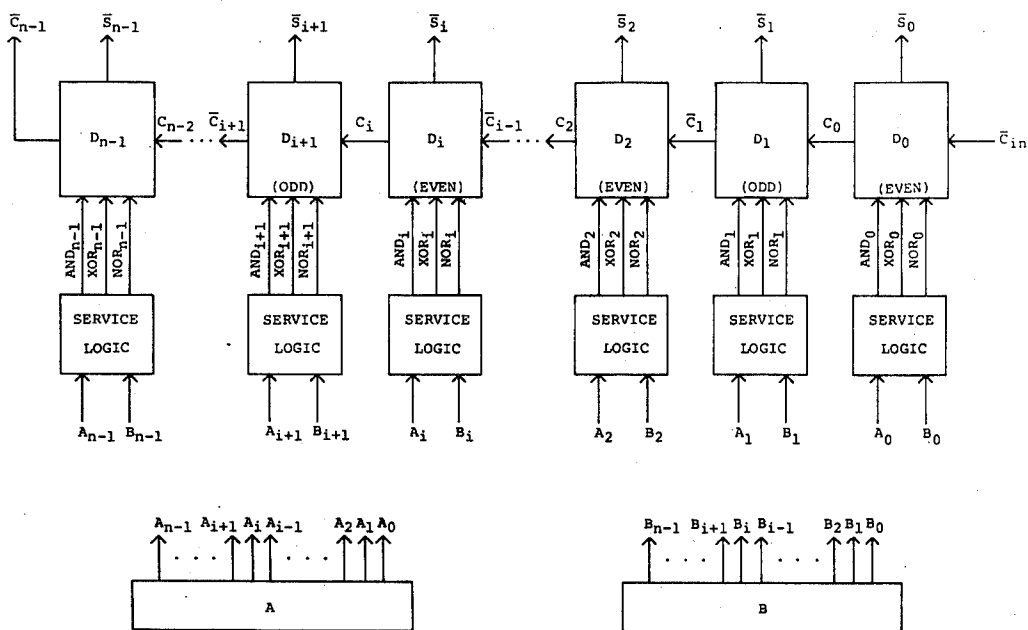 C̅n-1 S̅n-1 S̅i+1 S̅i S̅2 S̅1 S̅0
Dn-1 Cn-2 C̅i+1 Di+1 Ci Di C̅i-1 C2 D2 C̅1 D1 C0 D0 C̅in
(ODD) (EVEN) (EVEN) (ODD) (EVEN)
ANDn-1 XORn-1 NORn-1 ANDi+1 XORi+1 NORi+1 ANDi XORi NORi AND2 XOR2 NOR2 AND1 XOR1 NOR1 AND0 XOR0 NOR0
SERVICE SERVICE SERVICE SERVICE SERVICE SERVICE
LOGIC LOGIC LOGIC LOGIC LOGIC LOGIC
An-1 Bn-1 Ai+1 Bi+1 Ai Bi A2 B2 A1 B1 A0 B0
An-1 Ai+1 Ai Ai-1 A2 A1 A0 Bn-1 Bi+1 Bi Bi-1 B2 B1 B0
A B